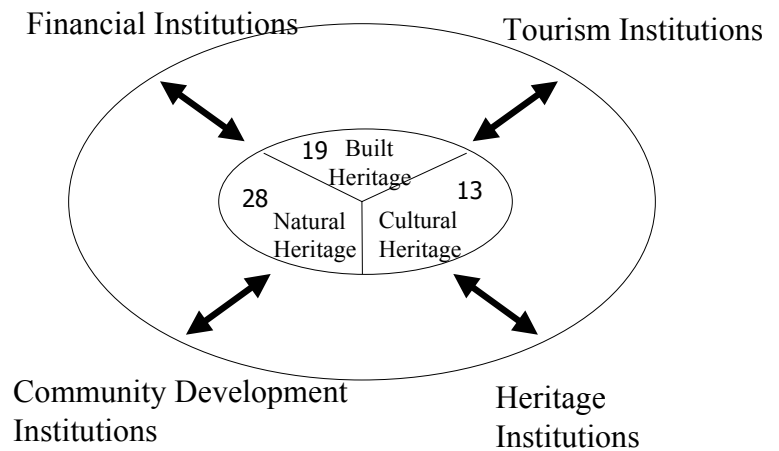 Financial Institutions
Tourism Institutions
19 Built
Heritage
28
13
Natural
Heritage
Cultural
Heritage
Community Development
Institutions
Heritage
Institutions